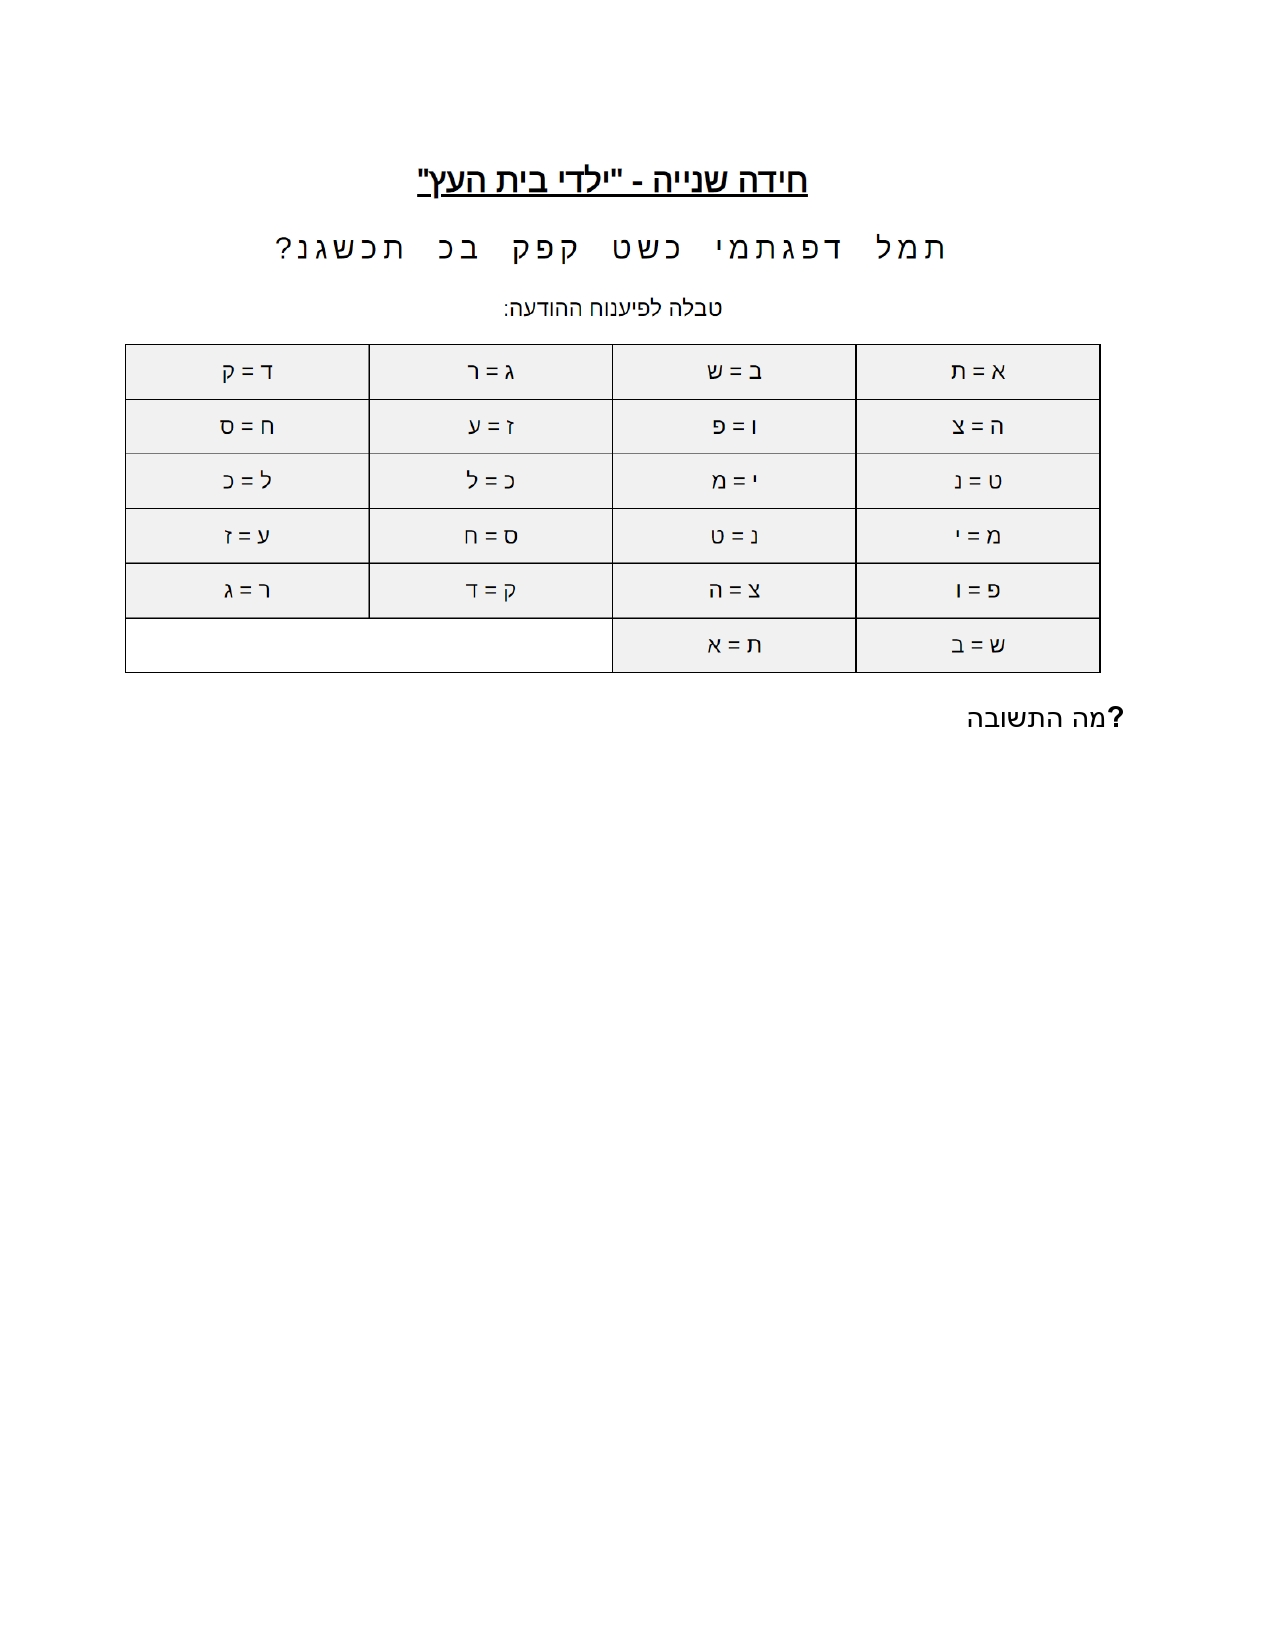 חידה שנייה - "ילדי בית העץ"
תמל דפגתמי כשט קפק בכ תכשגנ?
טבלה לפיענוח ההודעה:
א = ת ב = ש ג = ר ד = ק
ה = צ ו = פ ז = ע ח = ס
ט = נ י = מ כ = ל ל = כ
מ = י נ = ט ס = ח ע = ז
פ = ו צ = ה ק = ד ר = ג
ש = ב ת = א
?מה התשובה